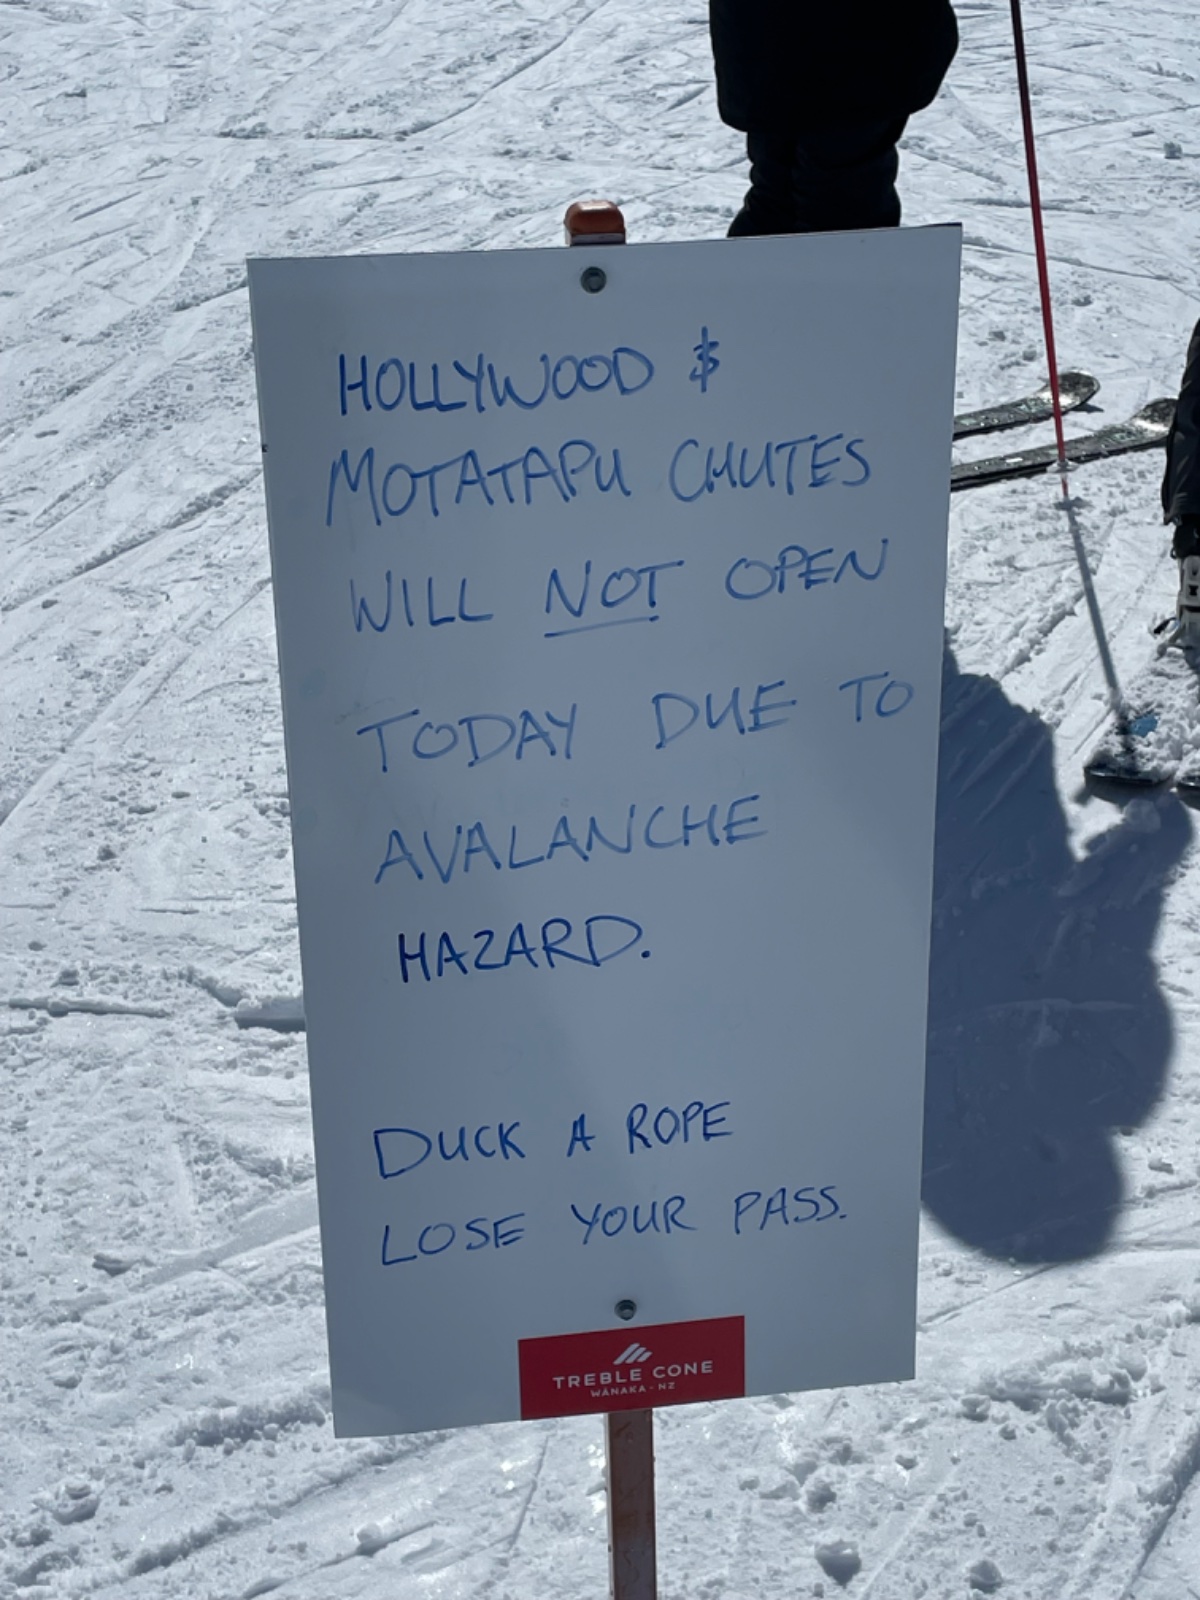 HOLLYWOOD &
MOTATAPU CHUTES
WILL NOT OPEN
TODAY DUE TO
AVALANCHE
HAZARD.
DUCK A ROPE
LOSE YOUR PASS.
TREBLE CONE
WĀNAKA - NZ